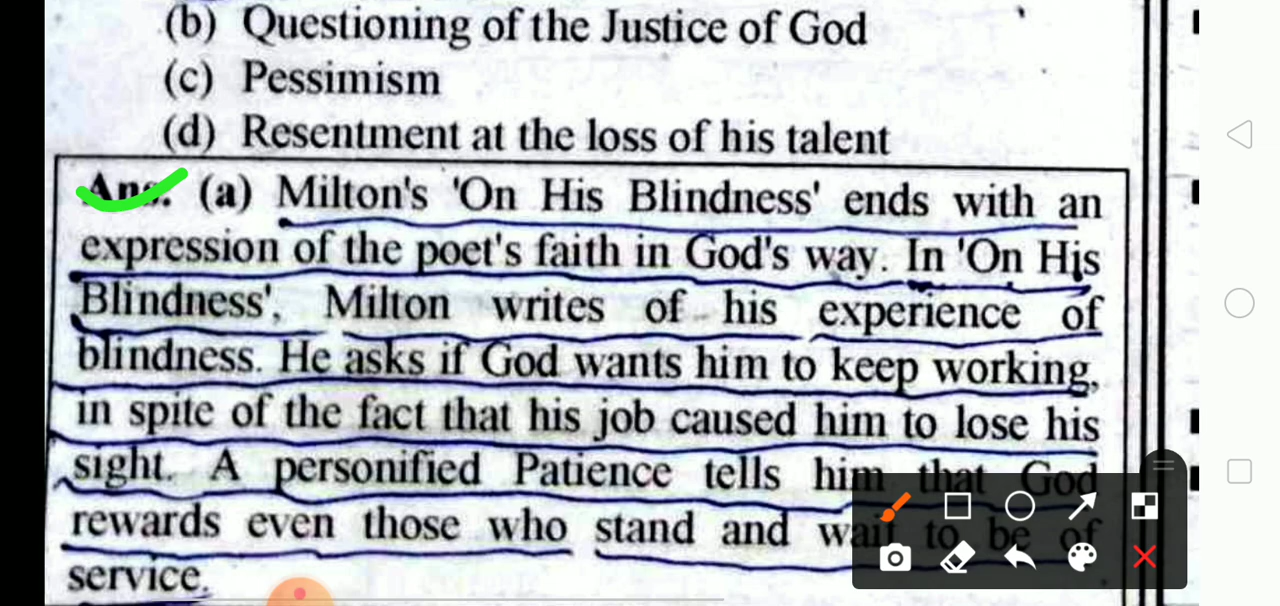 (b) Questioning of the Justice of God
(c) Pessimism
(d) Resentment at the loss of his talent
Ans. (a) Milton's 'On His Blindness' ends with an
expression of the poet's faith in God's way. In 'On His
Blindness', Milton writes of his experience of
blindness. He asks if God wants him to keep working,
in spite of the fact that his job caused him to lose his
sight. A personified Patience tells him that God
rewards even those who stand and wait to be of
service.